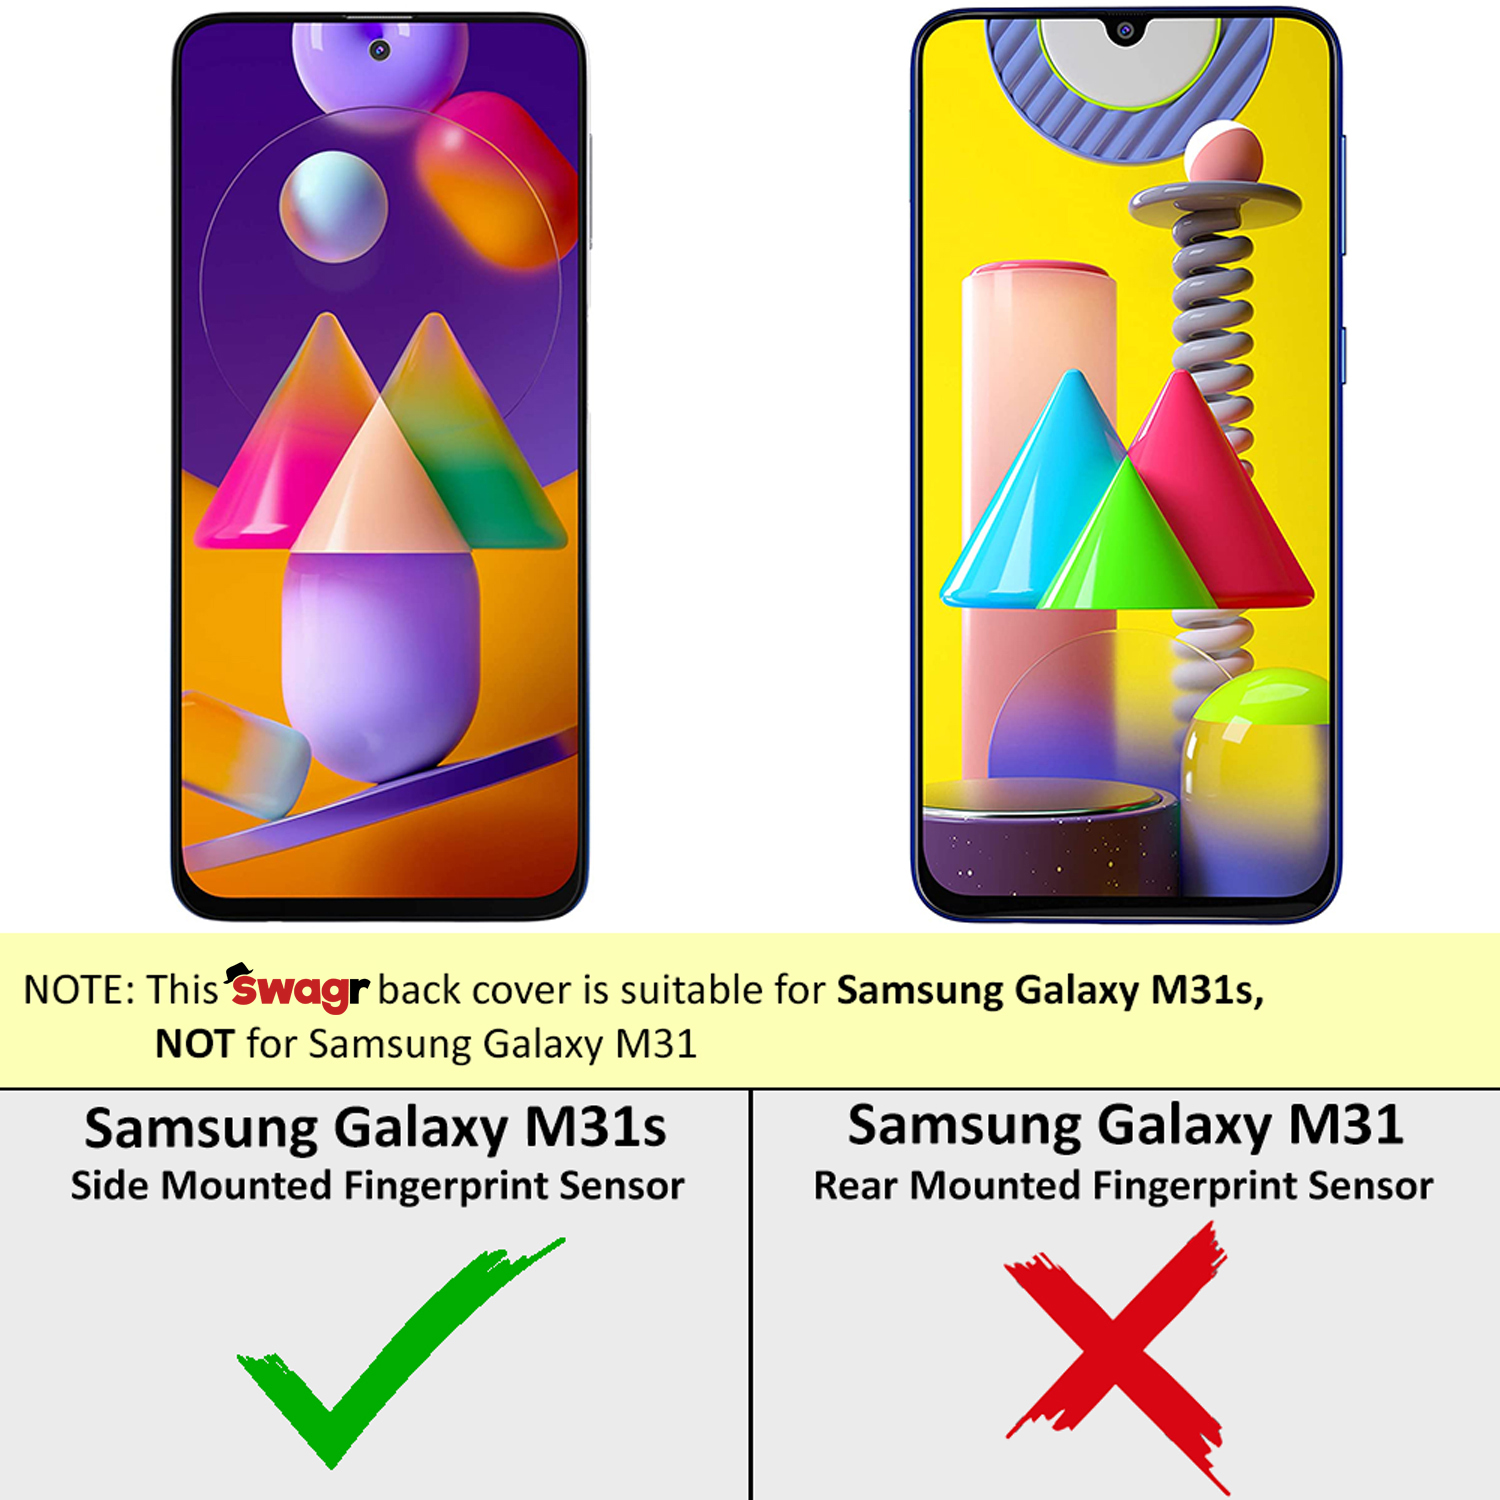 NOTE: This swagr back cover is suitable for Samsung Galaxy M31s,
NOT for Samsung Galaxy M31
Samsung Galaxy M31s
Side Mounted Fingerprint Sensor
Samsung Galaxy M31
Rear Mounted Fingerprint Sensor